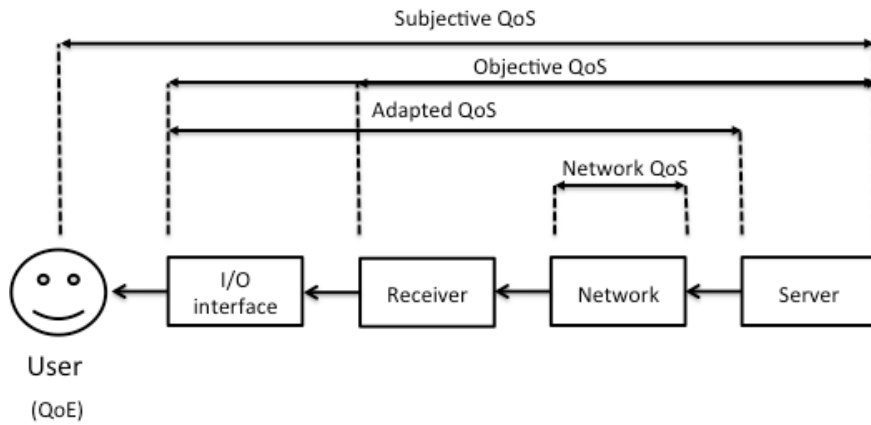 Subjective QoS
Objective QoS
Adapted QoS
Network QoS
I/O
interface
Receiver
Network
Server
User
(QoE)